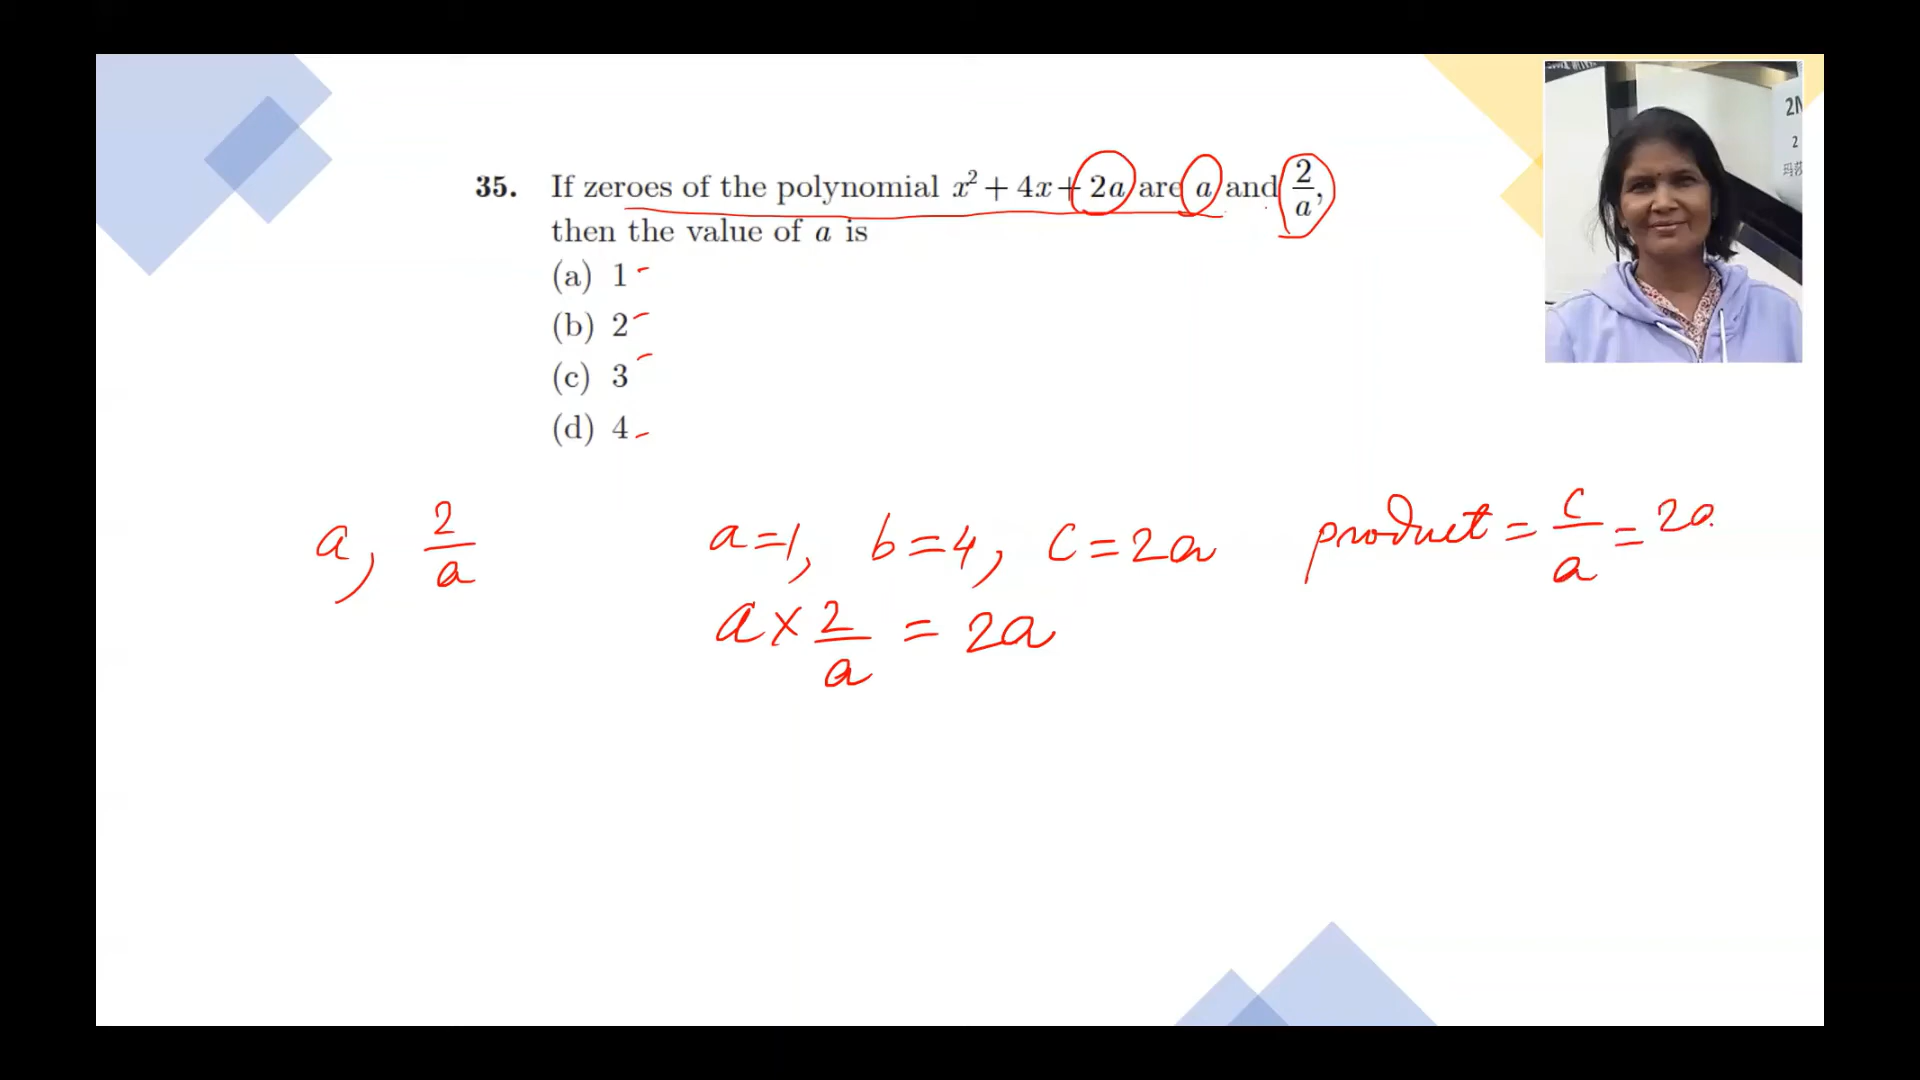 35. If zeroes of the polynomial x² + 4x + 2a are a and 2/a,
then the value of a is
(a) 1
(b) 2
(c) 3
(d) 4
a, 2/a
a=1, b=4, c=2a
product = c/a = 2a
a × 2/a = 2a
2